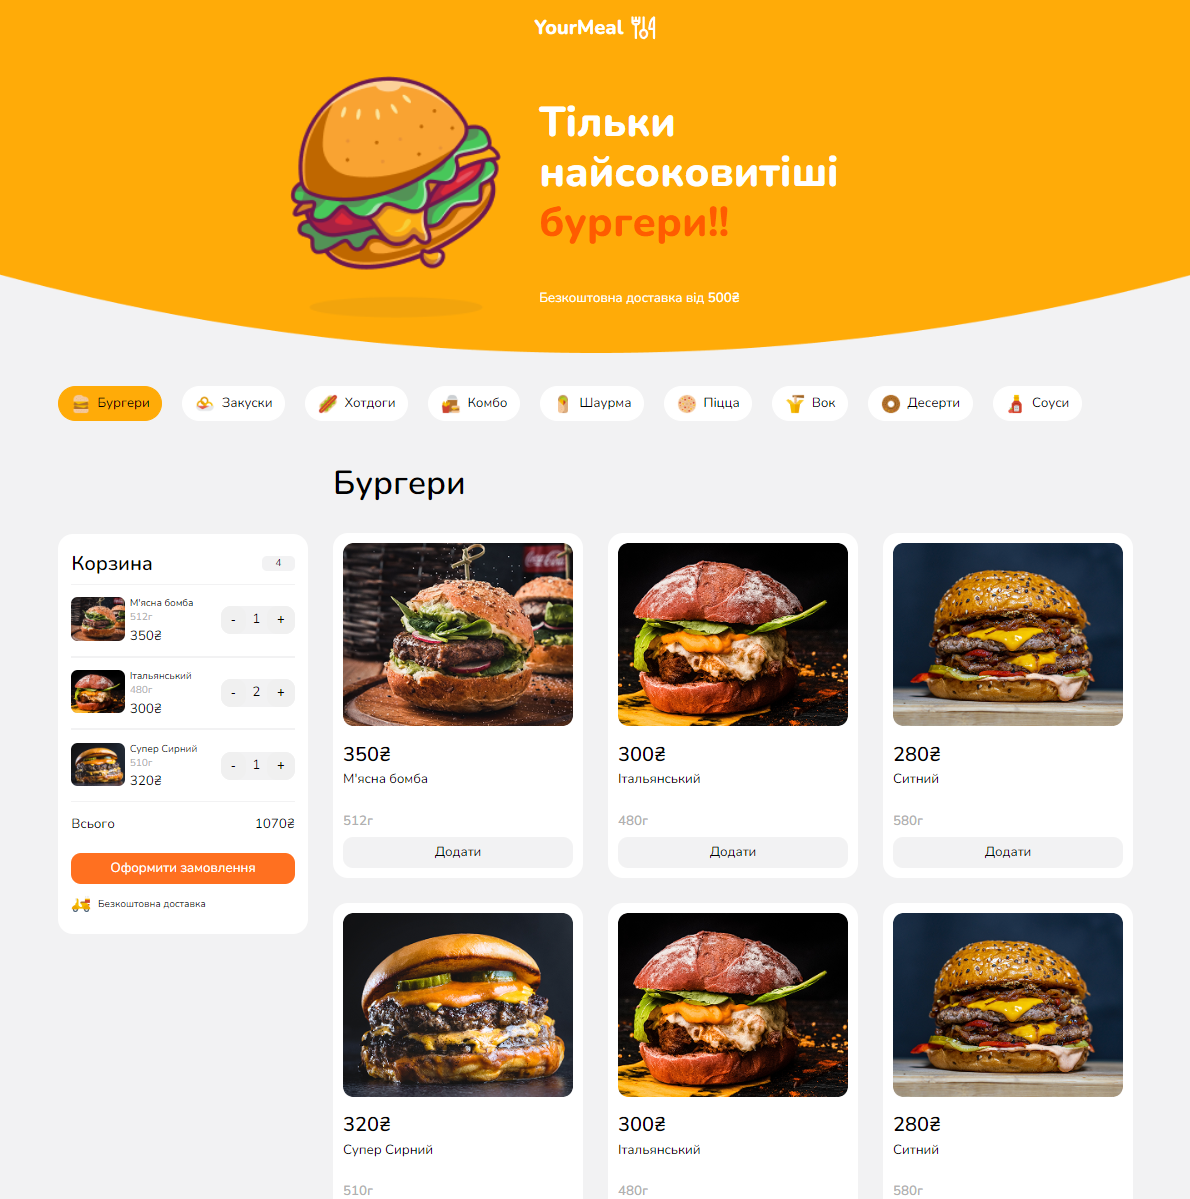 YourMeal
Тільки
найсоковитіші
бургери!!
Безкоштовна доставка від 500₴
Бургери
Закуски
Хотдоги
Комбо
Шаурма
Піцца
Вок
Десерти
Соуси
Бургери
Корзина
4
М'ясна бомба
512г
350₴
- 1 +
Італьянський
480г
300₴
- 2 +
Супер Сирний
510г
320₴
- 1 +
Всього 1070₴
Оформити замовлення
Безкоштовна доставка
350₴
М'ясна бомба
512г
Додати
300₴
Італьянський
480г
Додати
280₴
Ситний
580г
Додати
320₴
Супер Сирний
510г
300₴
Італьянський
480г
280₴
Ситний
580г